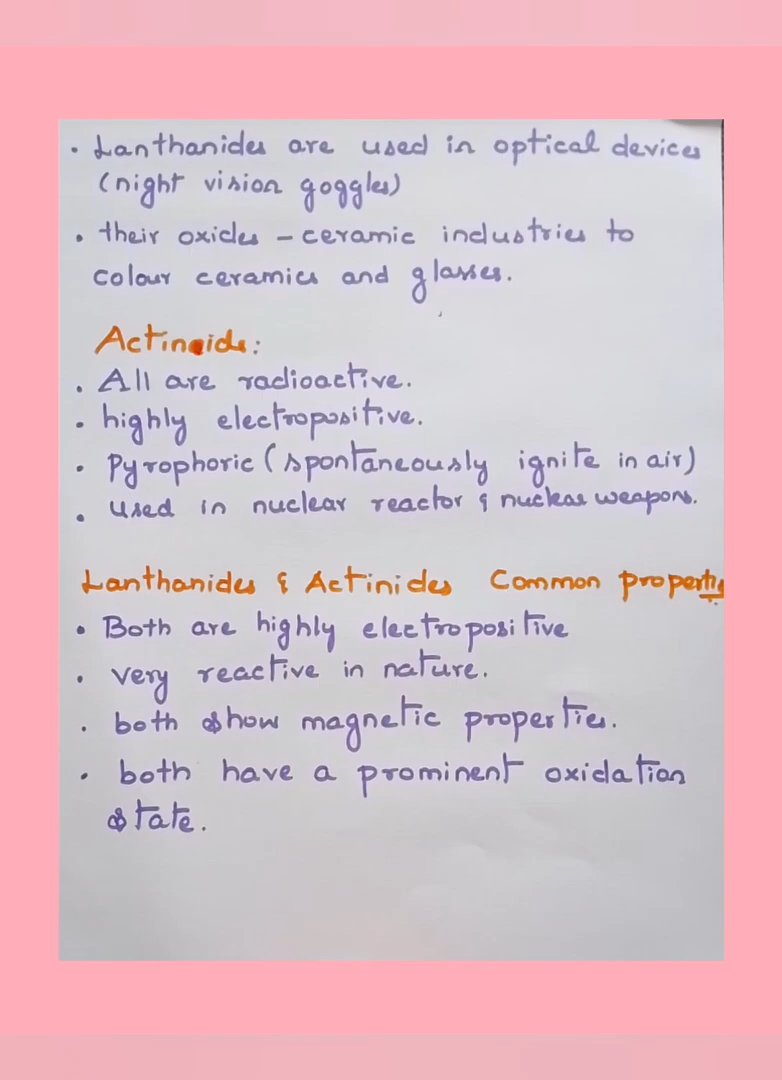 • Lanthanides are used in optical devices
(night vision goggles)
• their oxides – ceramic industries to
colour ceramics and glasses.
Actinoids:
• All are radioactive.
• highly electropositive.
• Pyrophoric (spontaneously ignite in air)
• used in nuclear reactor & nuclear weapons.
Lanthanides & Actinides Common properties
• Both are highly electropositive
• very reactive in nature.
• both show magnetic properties.
• both have a prominent oxidation
state.